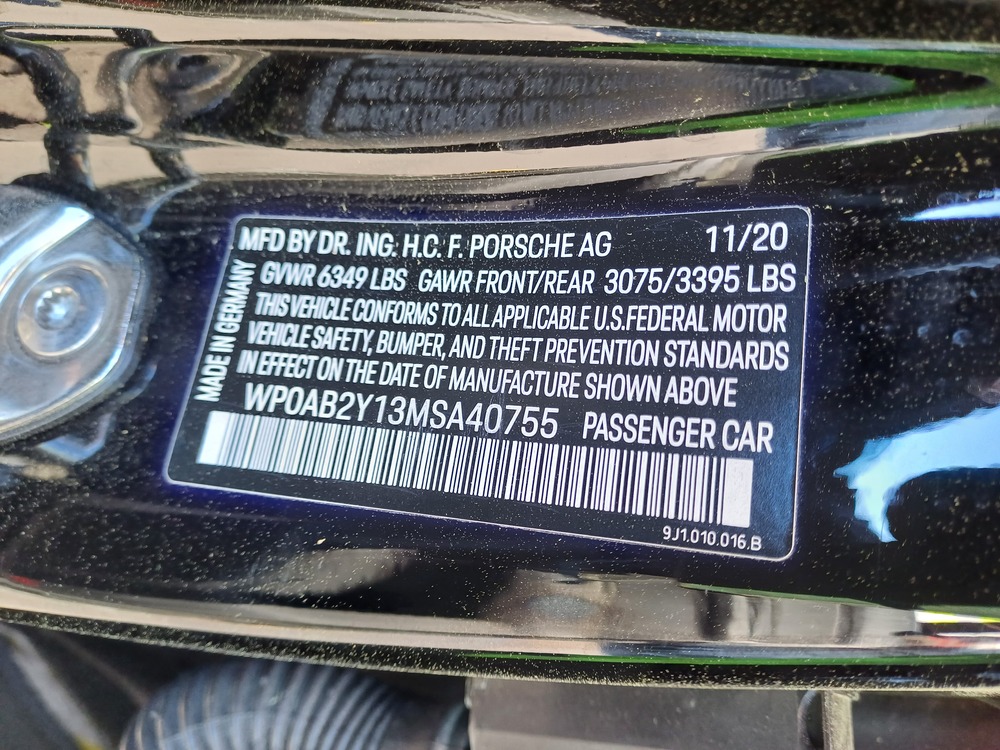 MFD BY DR. ING. H.C. F. PORSCHE AG 11/20
GVWR 6349 LBS GAWR FRONT/REAR 3075/3395 LBS
THIS VEHICLE CONFORMS TO ALL APPLICABLE U.S.FEDERAL MOTOR
VEHICLE SAFETY, BUMPER, AND THEFT PREVENTION STANDARDS
IN EFFECT ON THE DATE OF MANUFACTURE SHOWN ABOVE
WP0AB2Y13MSA40755 PASSENGER CAR
9J1.010.016.B
MADE IN GERMANY